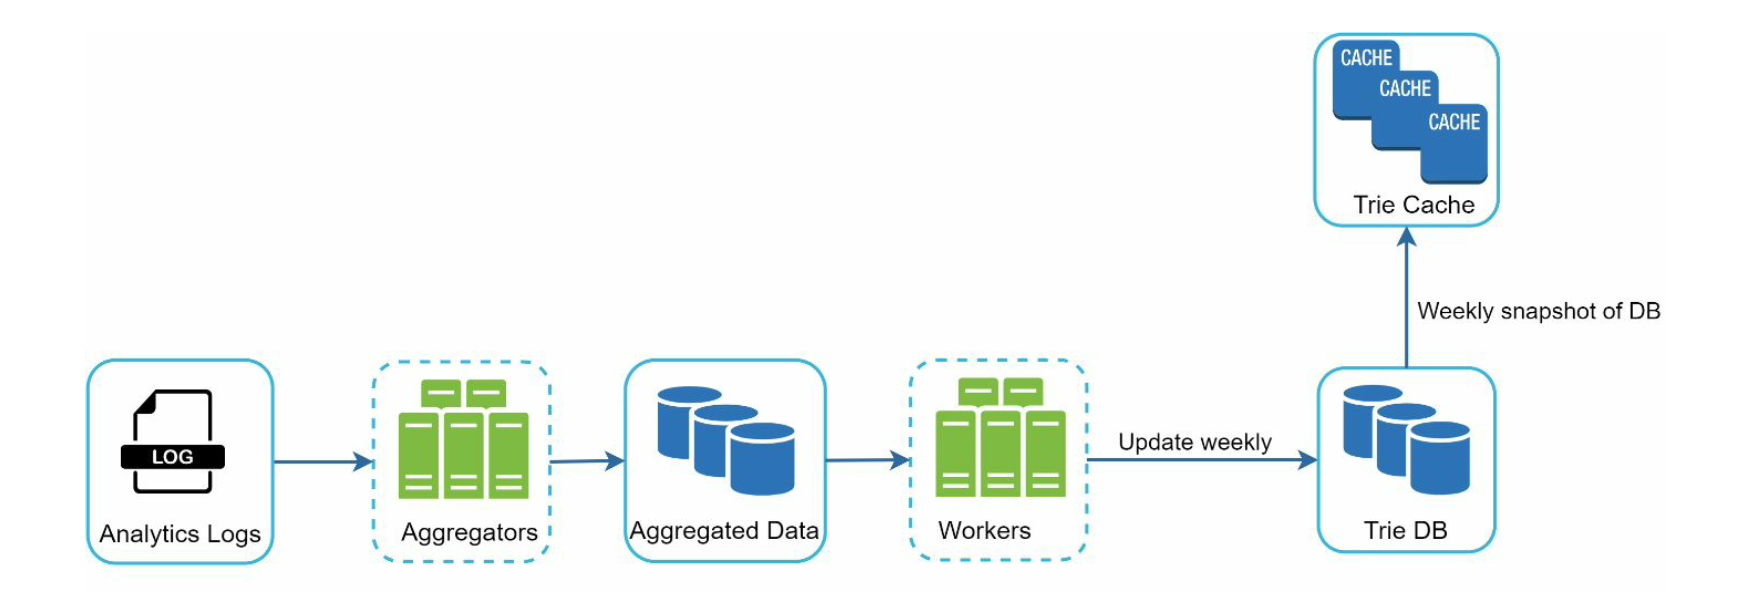 CACHE
CACHE
CACHE
Trie Cache
Weekly snapshot of DB
LOG
Analytics Logs
Aggregators
Aggregated Data
Workers
Update weekly
Trie DB